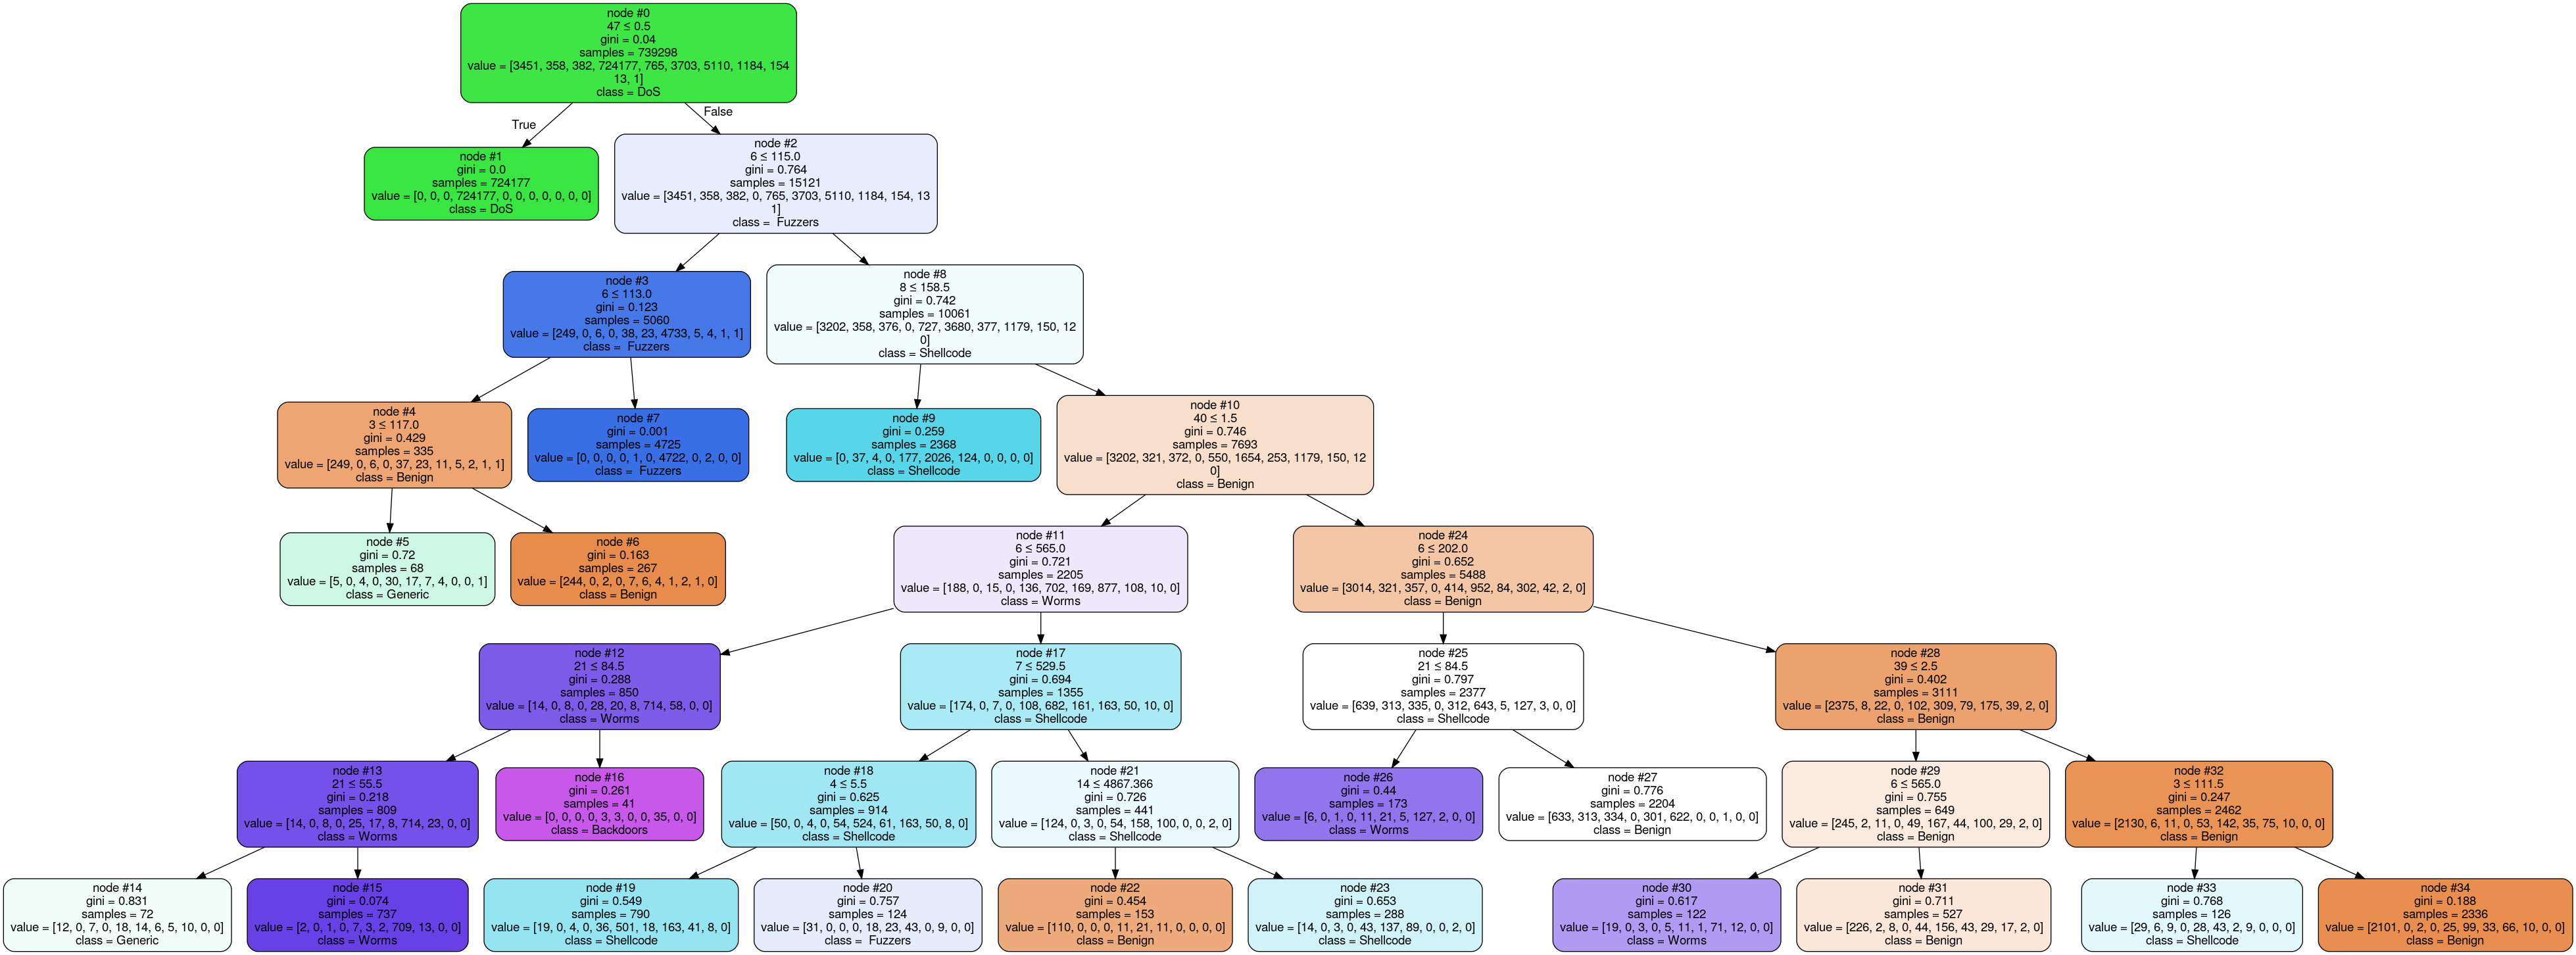 node #0
47 ≤ 0.5
gini = 0.04
samples = 739298
value = [3451, 358, 382, 724177, 765, 3703, 5110, 1184, 154
13, 1]
class = DoS
True
False
node #1
gini = 0.0
samples = 724177
value = [0, 0, 0, 724177, 0, 0, 0, 0, 0, 0, 0]
class = DoS
node #2
6 ≤ 115.0
gini = 0.764
samples = 15121
value = [3451, 358, 382, 0, 765, 3703, 5110, 1184, 154, 13
1]
class =  Fuzzers
node #3
6 ≤ 113.0
gini = 0.123
samples = 5060
value = [249, 0, 6, 0, 38, 23, 4733, 5, 4, 1, 1]
class =  Fuzzers
node #8
8 ≤ 158.5
gini = 0.742
samples = 10061
value = [3202, 358, 376, 0, 727, 3680, 377, 1179, 150, 12
0]
class = Shellcode
node #4
3 ≤ 117.0
gini = 0.429
samples = 335
value = [249, 0, 6, 0, 37, 23, 11, 5, 2, 1, 1]
class = Benign
node #7
gini = 0.001
samples = 4725
value = [0, 0, 0, 0, 1, 0, 4722, 0, 2, 0, 0]
class =  Fuzzers
node #9
gini = 0.259
samples = 2368
value = [0, 37, 4, 0, 177, 2026, 124, 0, 0, 0, 0]
class = Shellcode
node #10
40 ≤ 1.5
gini = 0.746
samples = 7693
value = [3202, 321, 372, 0, 550, 1654, 253, 1179, 150, 12
0]
class = Benign
node #5
gini = 0.72
samples = 68
value = [5, 0, 4, 0, 30, 17, 7, 4, 0, 0, 1]
class = Generic
node #6
gini = 0.163
samples = 267
value = [244, 0, 2, 0, 7, 6, 4, 1, 2, 1, 0]
class = Benign
node #11
6 ≤ 565.0
gini = 0.721
samples = 2205
value = [188, 0, 15, 0, 136, 702, 169, 877, 108, 10, 0]
class = Worms
node #24
6 ≤ 202.0
gini = 0.652
samples = 5488
value = [3014, 321, 357, 0, 414, 952, 84, 302, 42, 2, 0]
class = Benign
node #12
21 ≤ 84.5
gini = 0.288
samples = 850
value = [14, 0, 8, 0, 28, 20, 8, 714, 58, 0, 0]
class = Worms
node #17
7 ≤ 529.5
gini = 0.694
samples = 1355
value = [174, 0, 7, 0, 108, 682, 161, 163, 50, 10, 0]
class = Shellcode
node #25
21 ≤ 84.5
gini = 0.797
samples = 2377
value = [639, 313, 335, 0, 312, 643, 5, 127, 3, 0, 0]
class = Shellcode
node #28
39 ≤ 2.5
gini = 0.402
samples = 3111
value = [2375, 8, 22, 0, 102, 309, 79, 175, 39, 2, 0]
class = Benign
node #13
21 ≤ 55.5
gini = 0.218
samples = 809
value = [14, 0, 8, 0, 25, 17, 8, 714, 23, 0, 0]
class = Worms
node #16
gini = 0.261
samples = 41
value = [0, 0, 0, 0, 3, 3, 0, 0, 35, 0, 0]
class = Backdoors
node #18
4 ≤ 5.5
gini = 0.625
samples = 914
value = [50, 0, 4, 0, 54, 524, 61, 163, 50, 8, 0]
class = Shellcode
node #21
14 ≤ 4867.366
gini = 0.726
samples = 441
value = [124, 0, 3, 0, 54, 158, 100, 0, 0, 2, 0]
class = Shellcode
node #26
gini = 0.44
samples = 173
value = [6, 0, 1, 0, 11, 21, 5, 127, 2, 0, 0]
class = Worms
node #27
gini = 0.776
samples = 2204
value = [633, 313, 334, 0, 301, 622, 0, 0, 1, 0, 0]
class = Benign
node #29
6 ≤ 565.0
gini = 0.755
samples = 649
value = [245, 2, 11, 0, 49, 167, 44, 100, 29, 2, 0]
class = Benign
node #32
3 ≤ 111.5
gini = 0.247
samples = 2462
value = [2130, 6, 11, 0, 53, 142, 35, 75, 10, 0, 0]
class = Benign
node #14
gini = 0.831
samples = 72
value = [12, 0, 7, 0, 18, 14, 6, 5, 10, 0, 0]
class = Generic
node #15
gini = 0.074
samples = 737
value = [2, 0, 1, 0, 7, 3, 2, 709, 13, 0, 0]
class = Worms
node #19
gini = 0.549
samples = 790
value = [19, 0, 4, 0, 36, 501, 18, 163, 41, 8, 0]
class = Shellcode
node #20
gini = 0.757
samples = 124
value = [31, 0, 0, 0, 18, 23, 43, 0, 9, 0, 0]
class =  Fuzzers
node #22
gini = 0.454
samples = 153
value = [110, 0, 0, 0, 11, 21, 11, 0, 0, 0, 0]
class = Benign
node #23
gini = 0.653
samples = 288
value = [14, 0, 3, 0, 43, 137, 89, 0, 0, 2, 0]
class = Shellcode
node #30
gini = 0.617
samples = 122
value = [19, 0, 3, 0, 5, 11, 1, 71, 12, 0, 0]
class = Worms
node #31
gini = 0.711
samples = 527
value = [226, 2, 8, 0, 44, 156, 43, 29, 17, 2, 0]
class = Benign
node #33
gini = 0.768
samples = 126
value = [29, 6, 9, 0, 28, 43, 2, 9, 0, 0, 0]
class = Shellcode
node #34
gini = 0.188
samples = 2336
value = [2101, 0, 2, 0, 25, 99, 33, 66, 10, 0, 0]
class = Benign